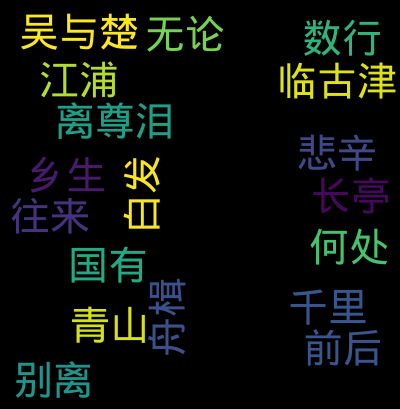 吴与楚
无论
数行
江浦
临古津
离尊泪
悲辛
乡生
白发
长亭
往来
何处
国有
舟楫
千里
青山
前后
别离